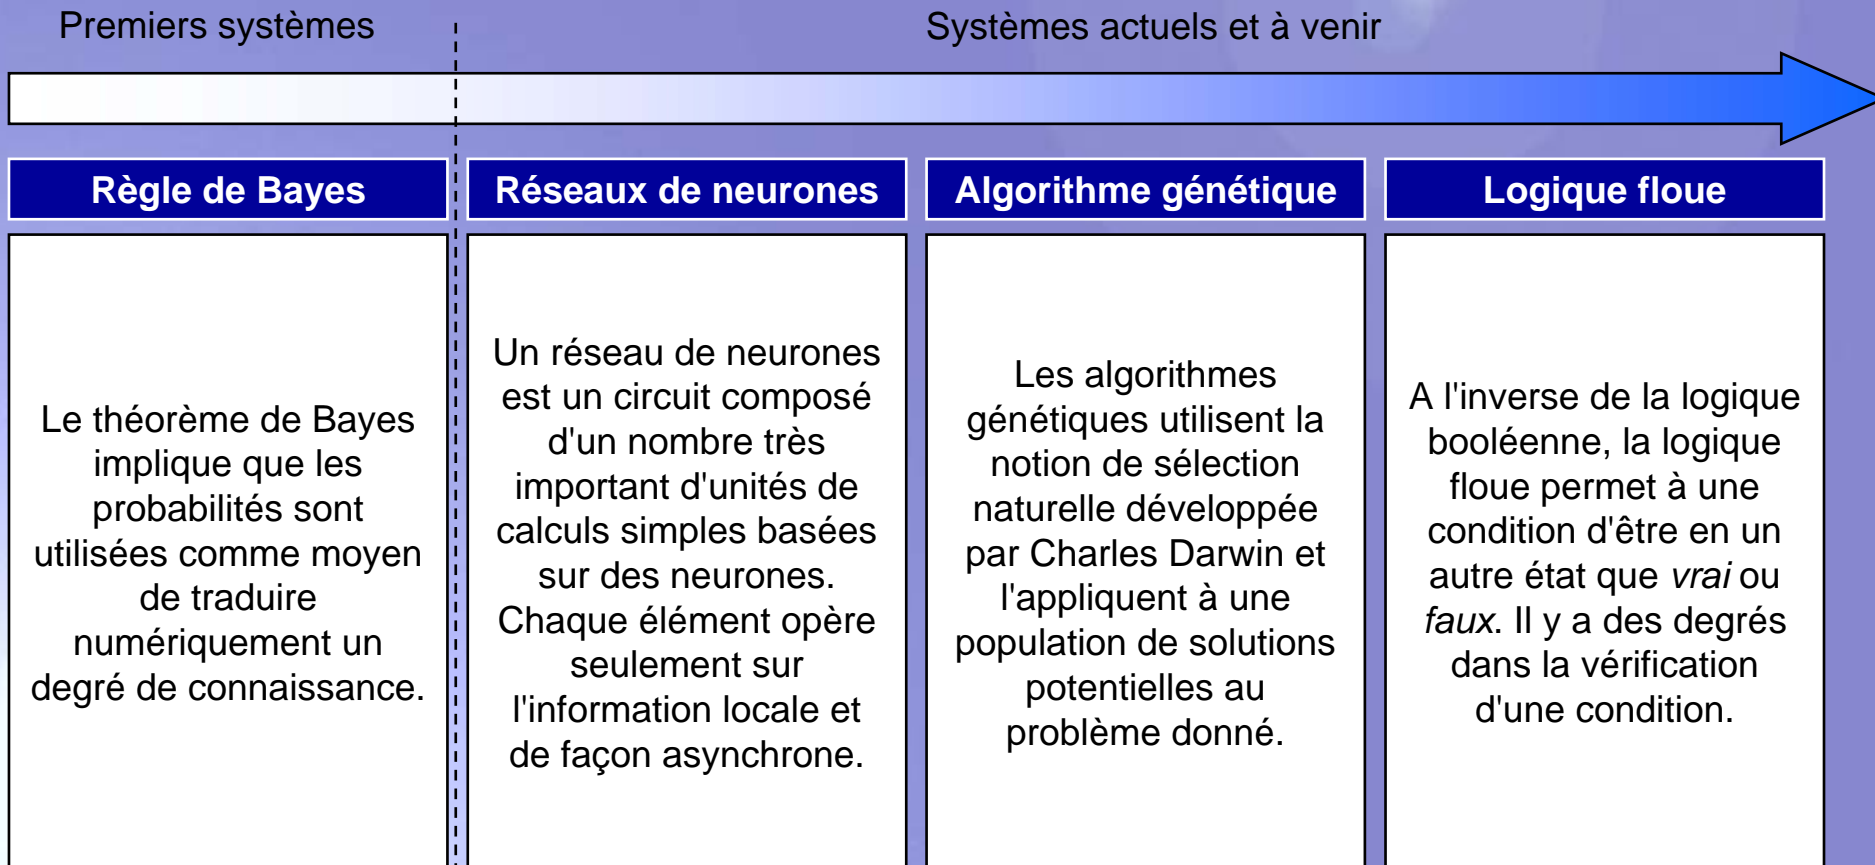 Premiers systèmes
Systèmes actuels et à venir
Règle de Bayes
Le théorème de Bayes
implique que les
probabilités sont
utilisées comme moyen
de traduire
numériquement un
degré de connaissance.
Réseaux de neurones
Un réseau de neurones
est un circuit composé
d'un nombre très
important d'unités de
calculs simples basées
sur des neurones.
Chaque élément opère
seulement sur
l'information locale et
de façon asynchrone.
Algorithme génétique
Les algorithmes
génétiques utilisent la
notion de sélection
naturelle développée
par Charles Darwin et
l'appliquent à une
population de solutions
potentielles au
problème donné.
Logique floue
A l'inverse de la logique
booléenne, la logique
floue permet à une
condition d'être en un
autre état que vrai ou
faux. Il y a des degrés
dans la vérification
d'une condition.